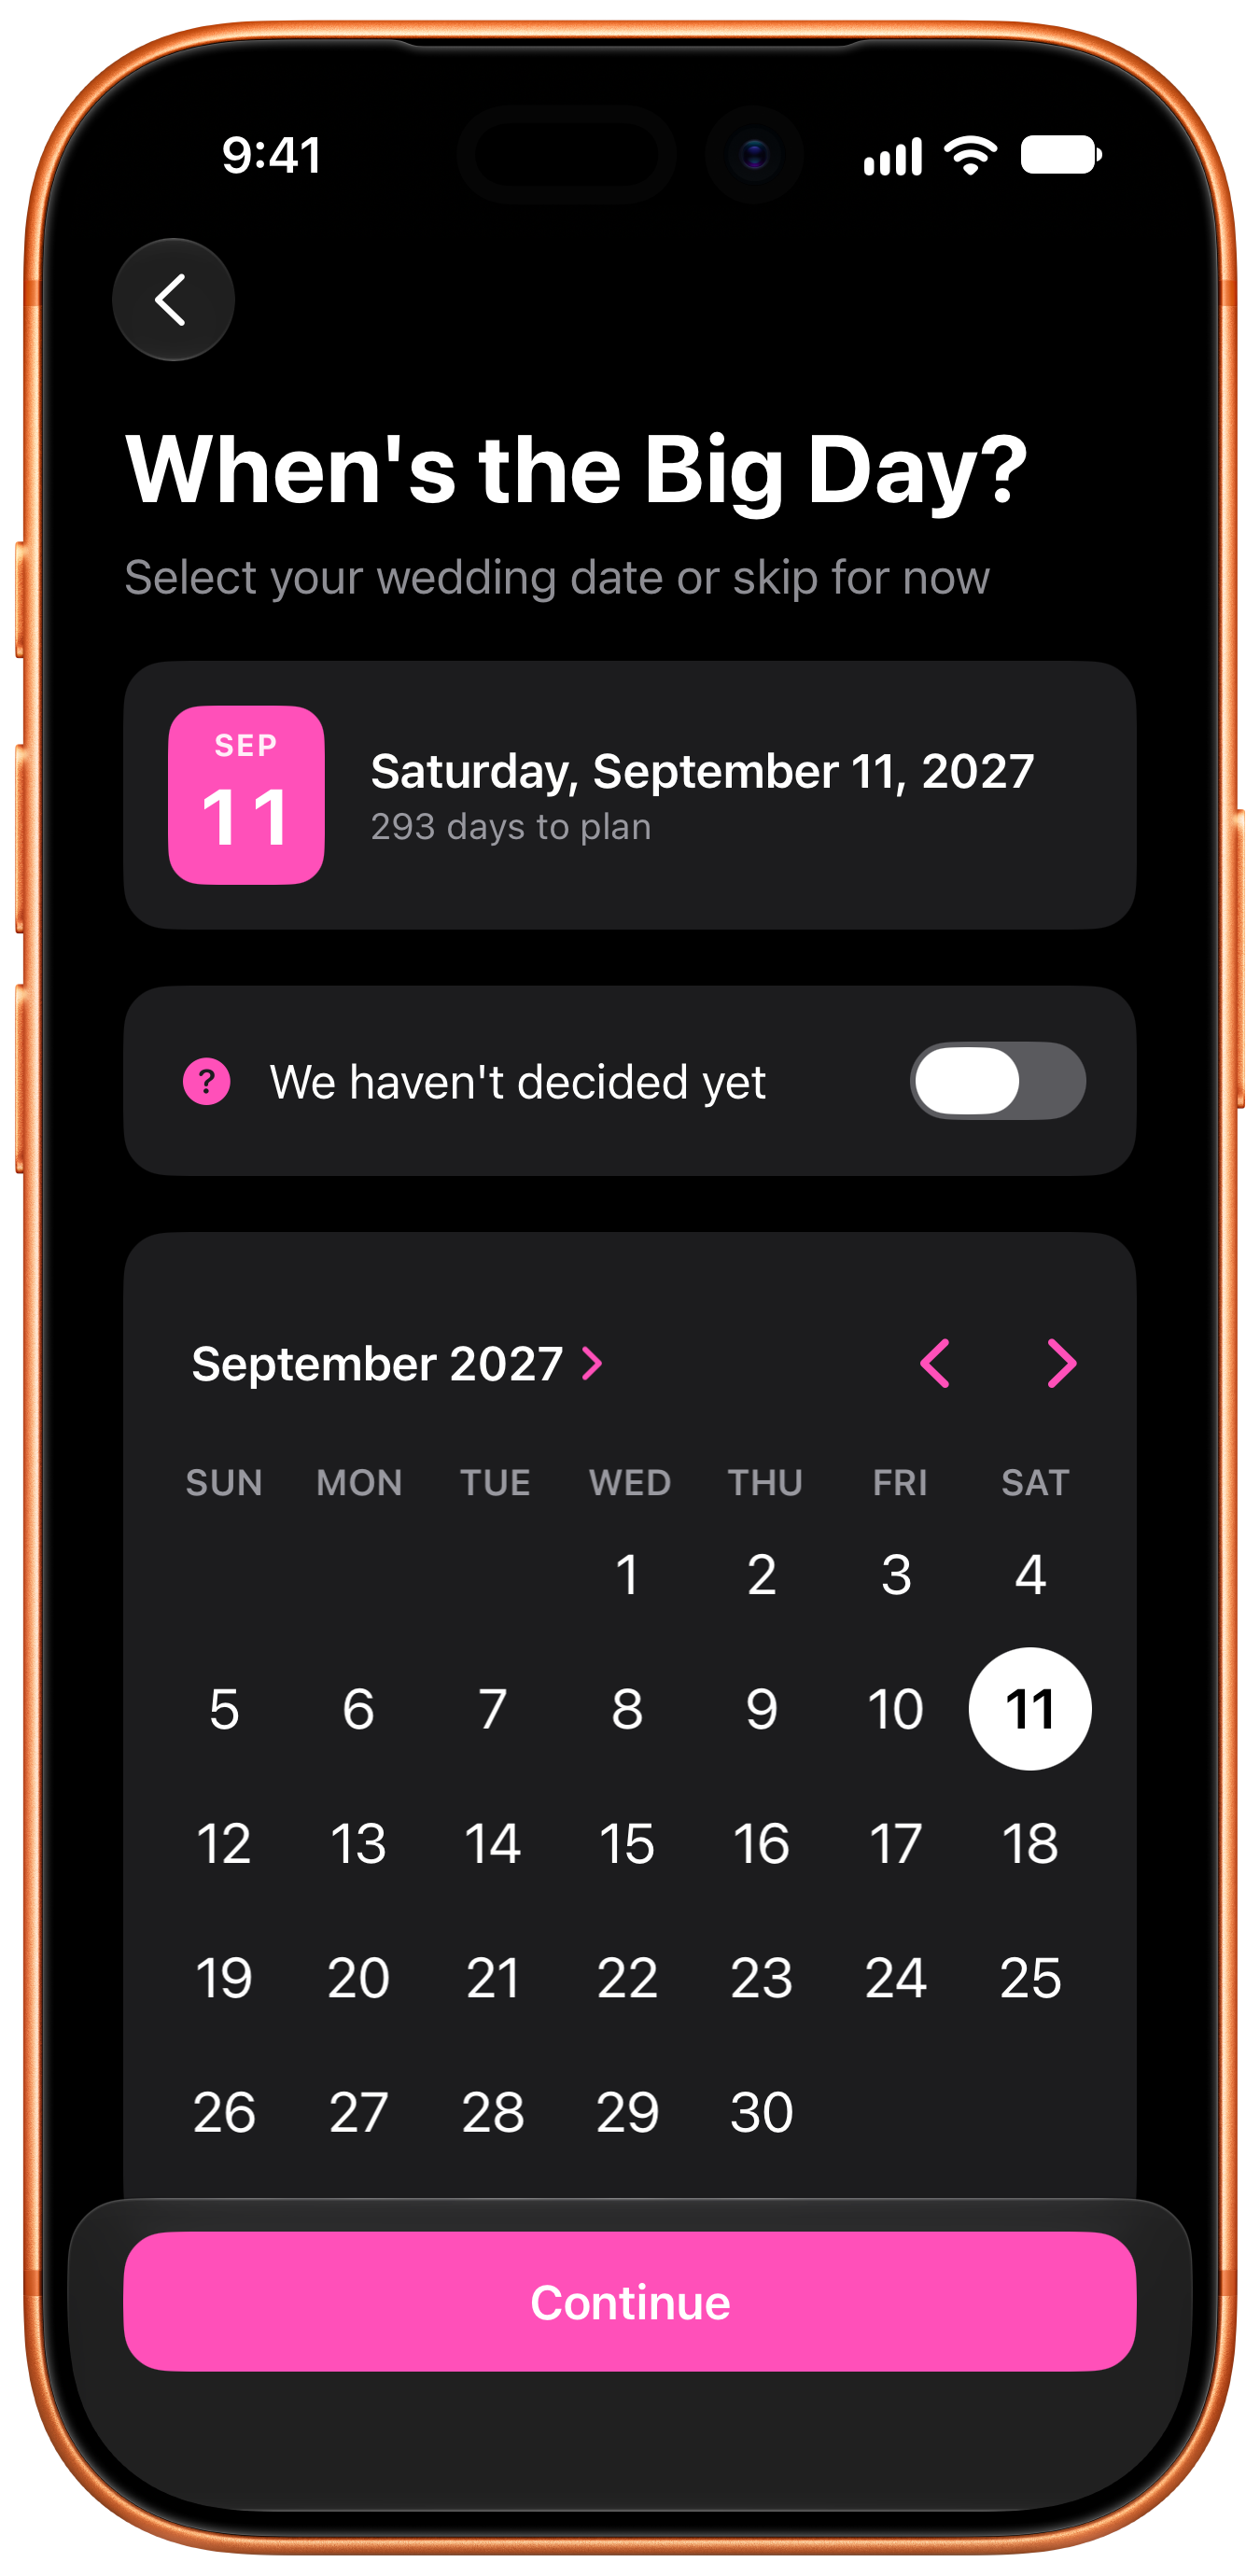 9:41
When's the Big Day?
Select your wedding date or skip for now
SEP
11
Saturday, September 11, 2027
293 days to plan
? We haven't decided yet
September 2027
SUN MON TUE WED THU FRI SAT
1 2 3 4
5 6 7 8 9 10 11
12 13 14 15 16 17 18
19 20 21 22 23 24 25
26 27 28 29 30
Continue